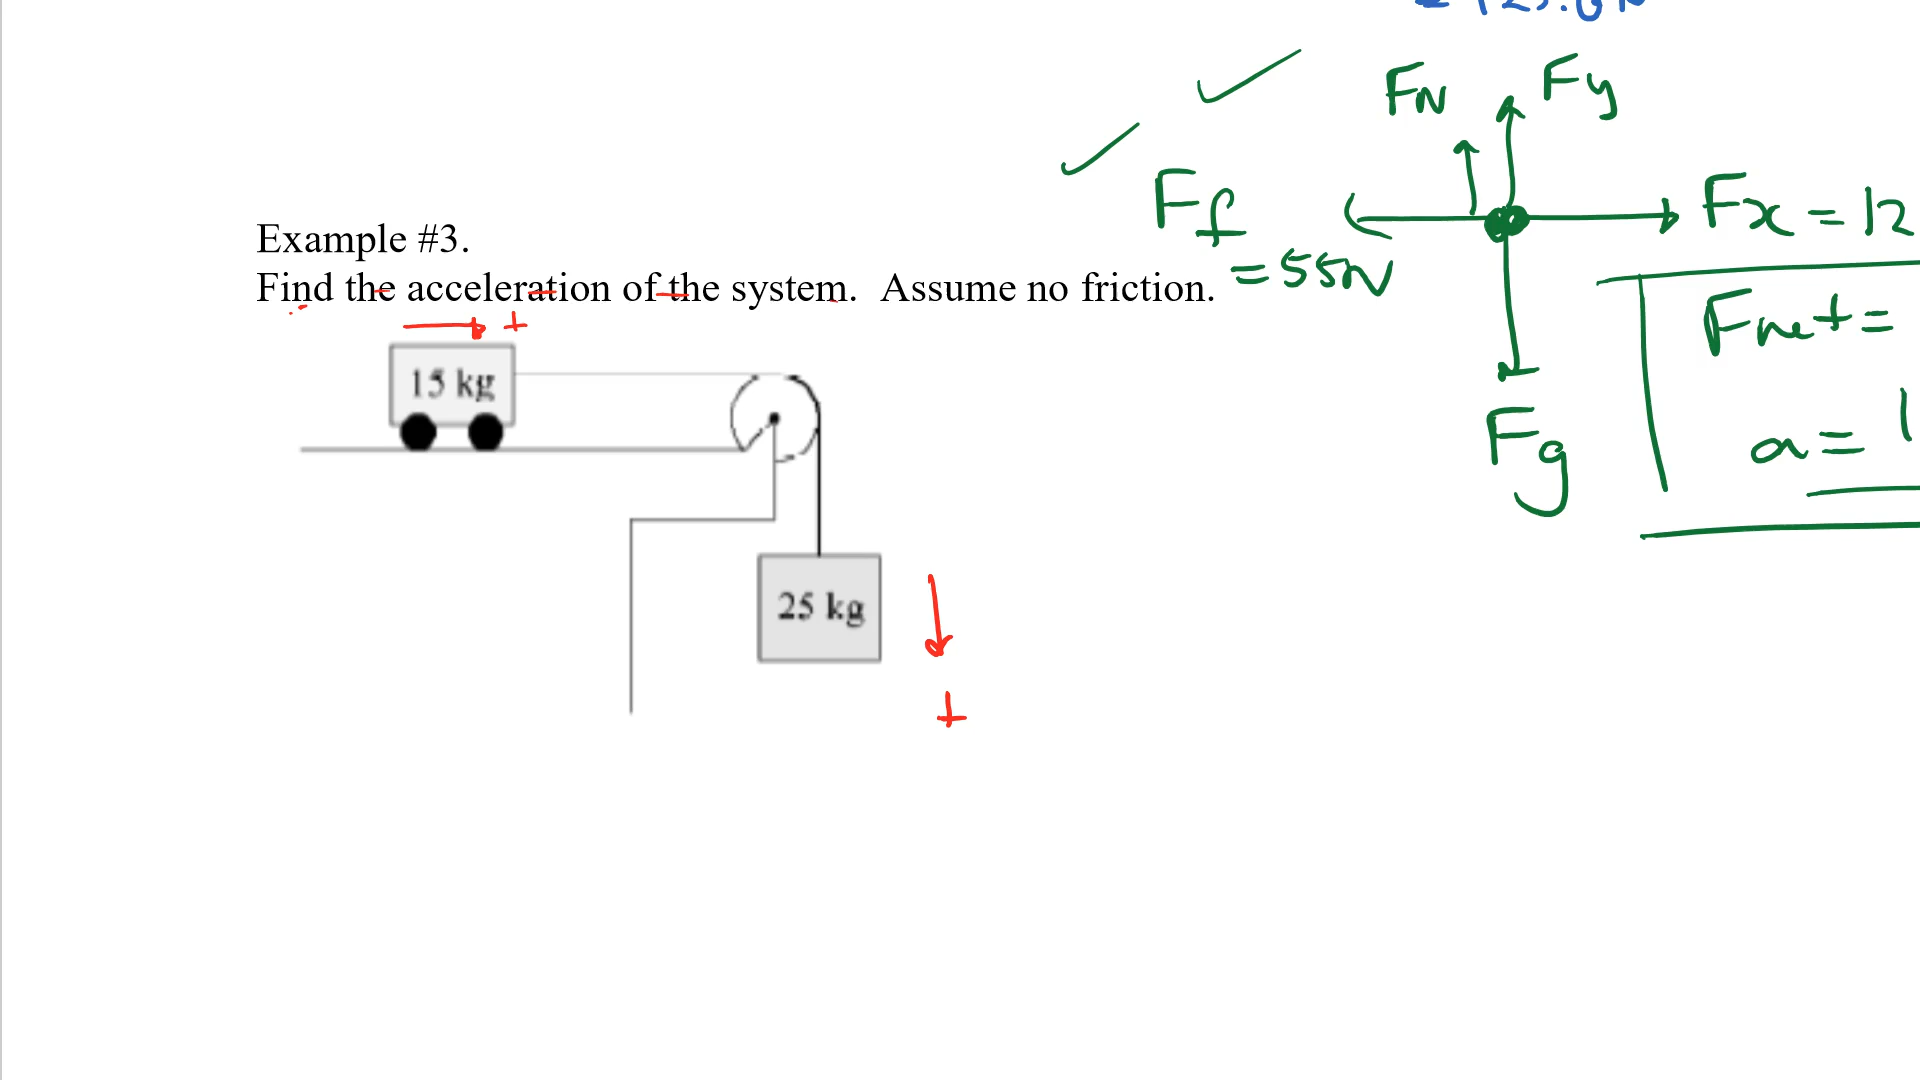 FN Fy
Ff
= 55N
Fx = 12
Fnet =
a = 1
Fg
Example #3.
Find the acceleration of the system. Assume no friction.
+
15 kg
25 kg
+